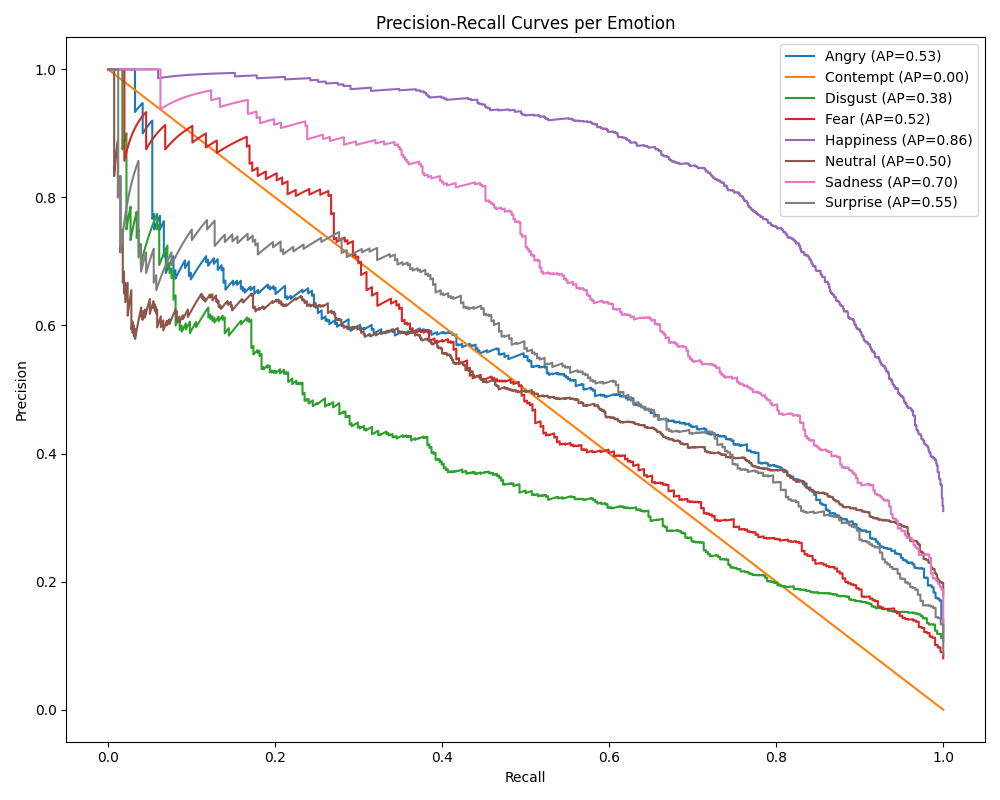 Precision-Recall Curves per Emotion
Angry (AP=0.53)
Contempt (AP=0.00)
Disgust (AP=0.38)
Fear (AP=0.52)
Happiness (AP=0.86)
Neutral (AP=0.50)
Sadness (AP=0.70)
Surprise (AP=0.55)
Precision
1.0
0.8
0.6
0.4
0.2
0.0
0.0 0.2 0.4 0.6 0.8 1.0
Recall